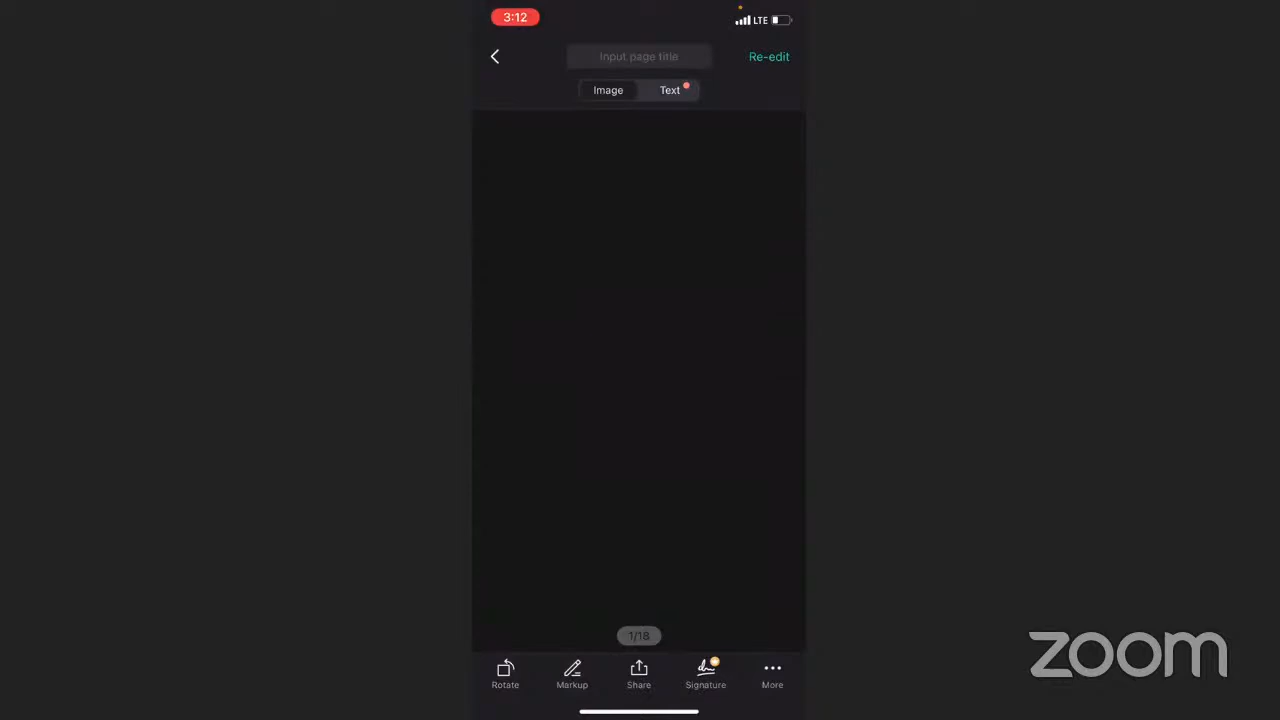 3:12
LTE
Input page title
Re-edit
Image
Text
1/18
Rotate
Markup
Share
Signature
More
zoom